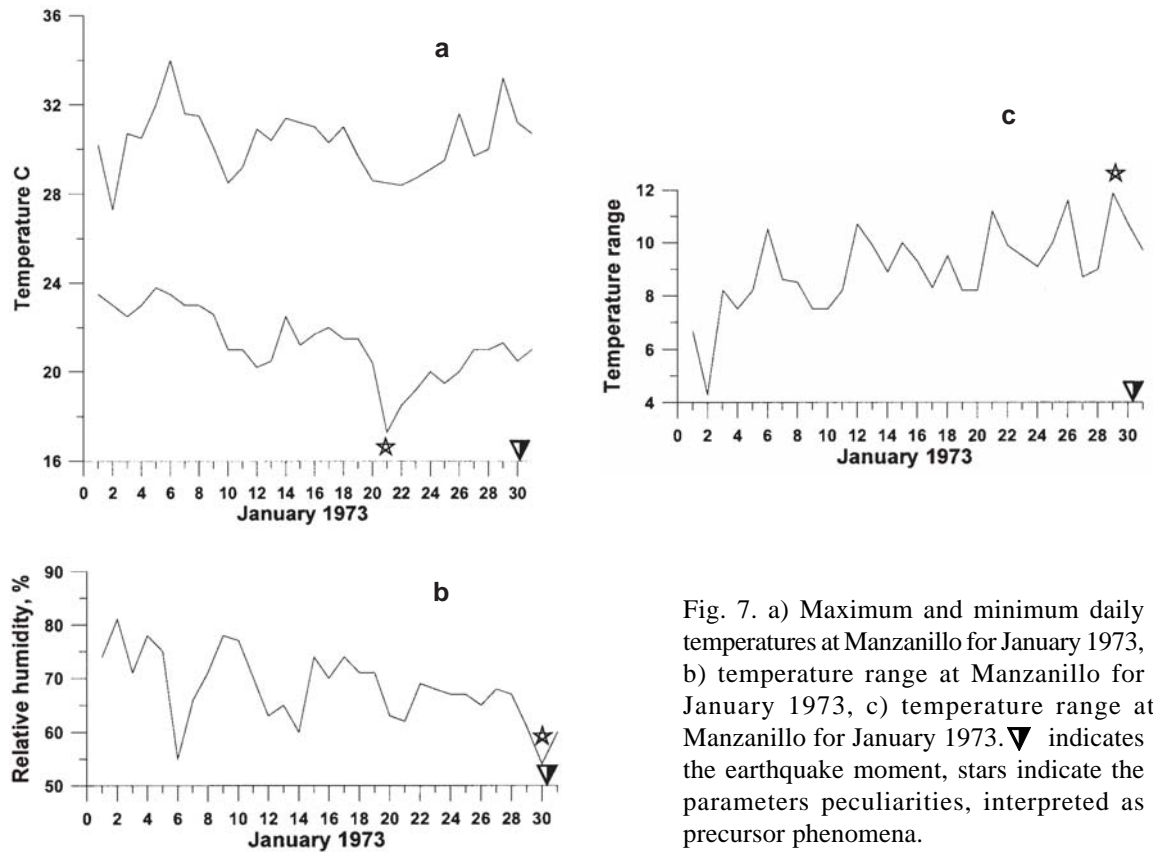 a
36
32
28
24
20
16
Temperature C
0 2 4 6 8 10 12 14 16 18 20 22 24 26 28 30
January 1973
c
12
10
8
6
4
Temperature range
0 2 4 6 8 10 12 14 16 18 20 22 24 26 28 30
January 1973
b
90
80
70
60
50
Relative humidity, %
0 2 4 6 8 10 12 14 16 18 20 22 24 26 28 30
January 1973
Fig. 7. a) Maximum and minimum daily
temperatures at Manzanillo for January 1973,
b) temperature range at Manzanillo for
January 1973, c) temperature range at
Manzanillo for January 1973. indicates
the earthquake moment, stars indicate the
parameters peculiarities, interpreted as
precursor phenomena.